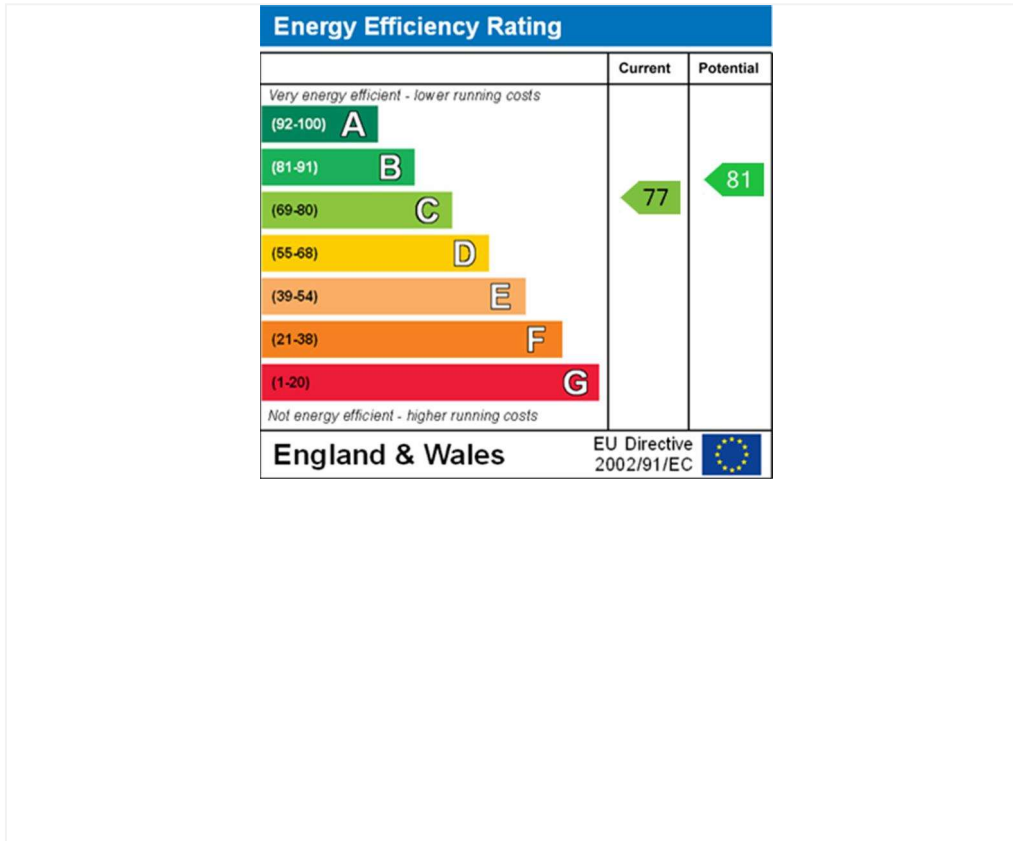 Energy Efficiency Rating
Current Potential
Very energy efficient - lower running costs
(92-100) A
(81-91) B
81
(69-80) C
77
(55-68) D
(39-54) E
(21-38) F
(1-20) G
Not energy efficient - higher running costs
England & Wales
EU Directive
2002/91/EC